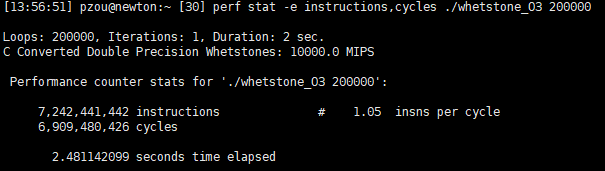 [13:56:51] pzou@newton:~ [30] perf stat -e instructions,cycles ./whetstone_O3 200000
Loops: 200000, Iterations: 1, Duration: 2 sec.
C Converted Double Precision Whetstones: 10000.0 MIPS
Performance counter stats for './whetstone_O3 200000':
7,242,441,442 instructions # 1.05 insns per cycle
6,909,480,426 cycles
2.481142099 seconds time elapsed